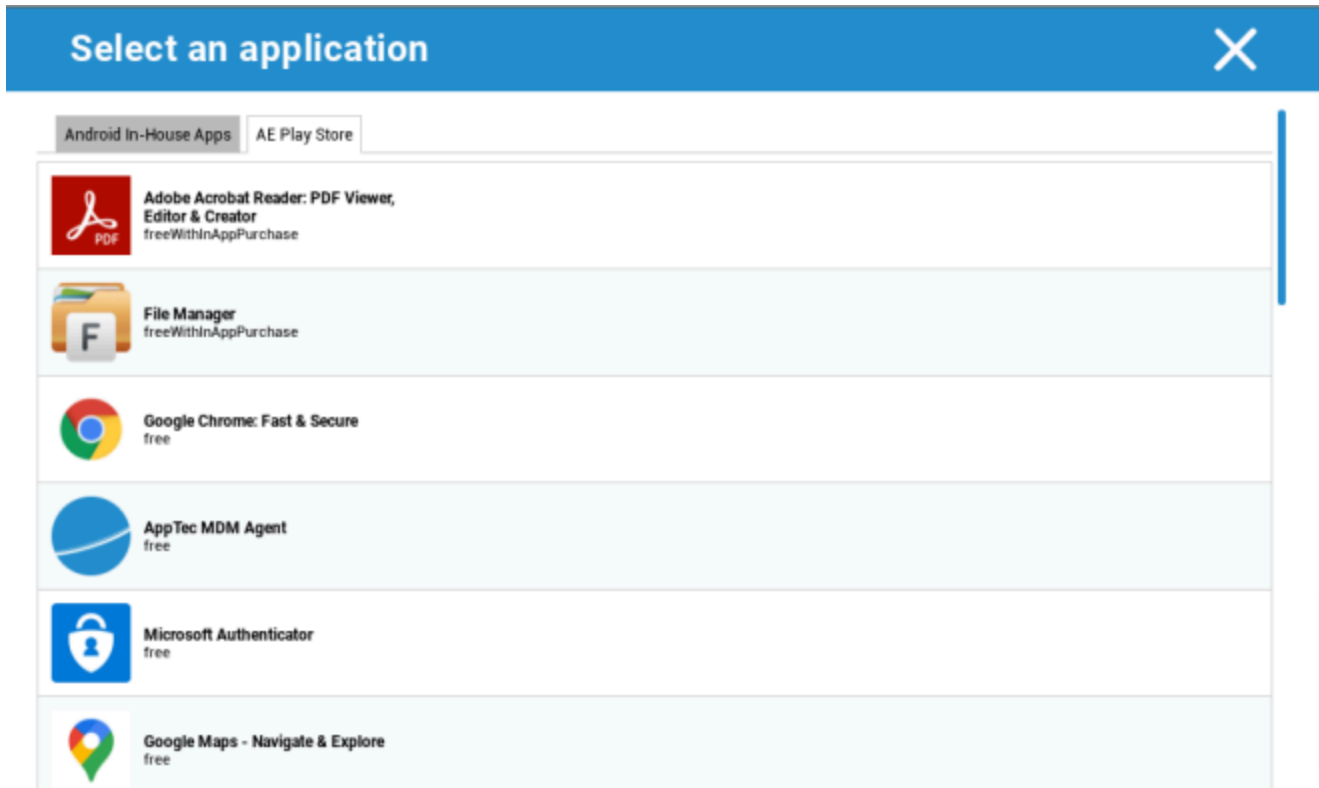 Select an application
Android In-House Apps
AE Play Store
Adobe Acrobat Reader: PDF Viewer,
Editor & Creator
freeWithInAppPurchase
PDF
File Manager
freeWithInAppPurchase
F
Google Chrome: Fast & Secure
free
AppTec MDM Agent
free
Microsoft Authenticator
free
Google Maps - Navigate & Explore
free